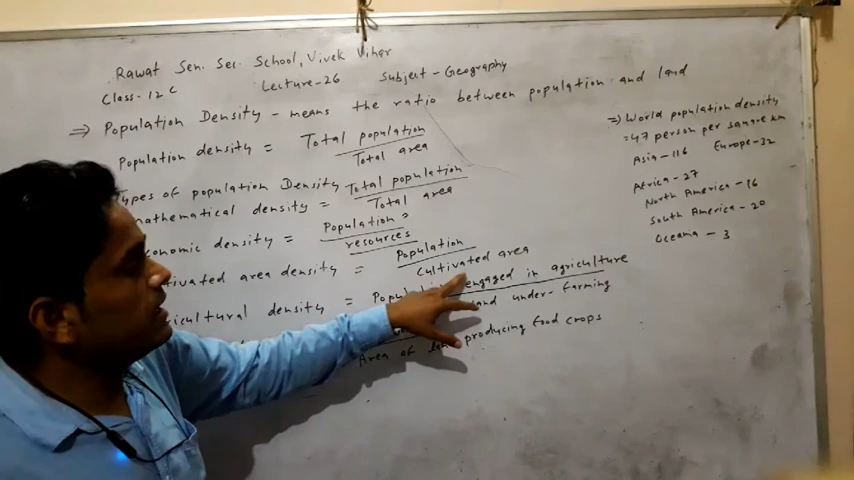 Rawat Sen. Sec. School, Vivek Vihar
Class-12 C Lecture-26 Subject-Geography
⇒ Population Density - means the ratio between population and land
Population density = Total population
Total area
Types of population Density
mathematical density = Total population
Total area
onomic density = Population
resources
tivated area density = Population
Cultivated area
icultural density = engaged in agriculture
and under-farming
Area of producing food crops
⇒ World population density
= 47 person per sqnare km
Asia-116 Europe-32
Africa-27
North America-16
South America-20
Oceania-3